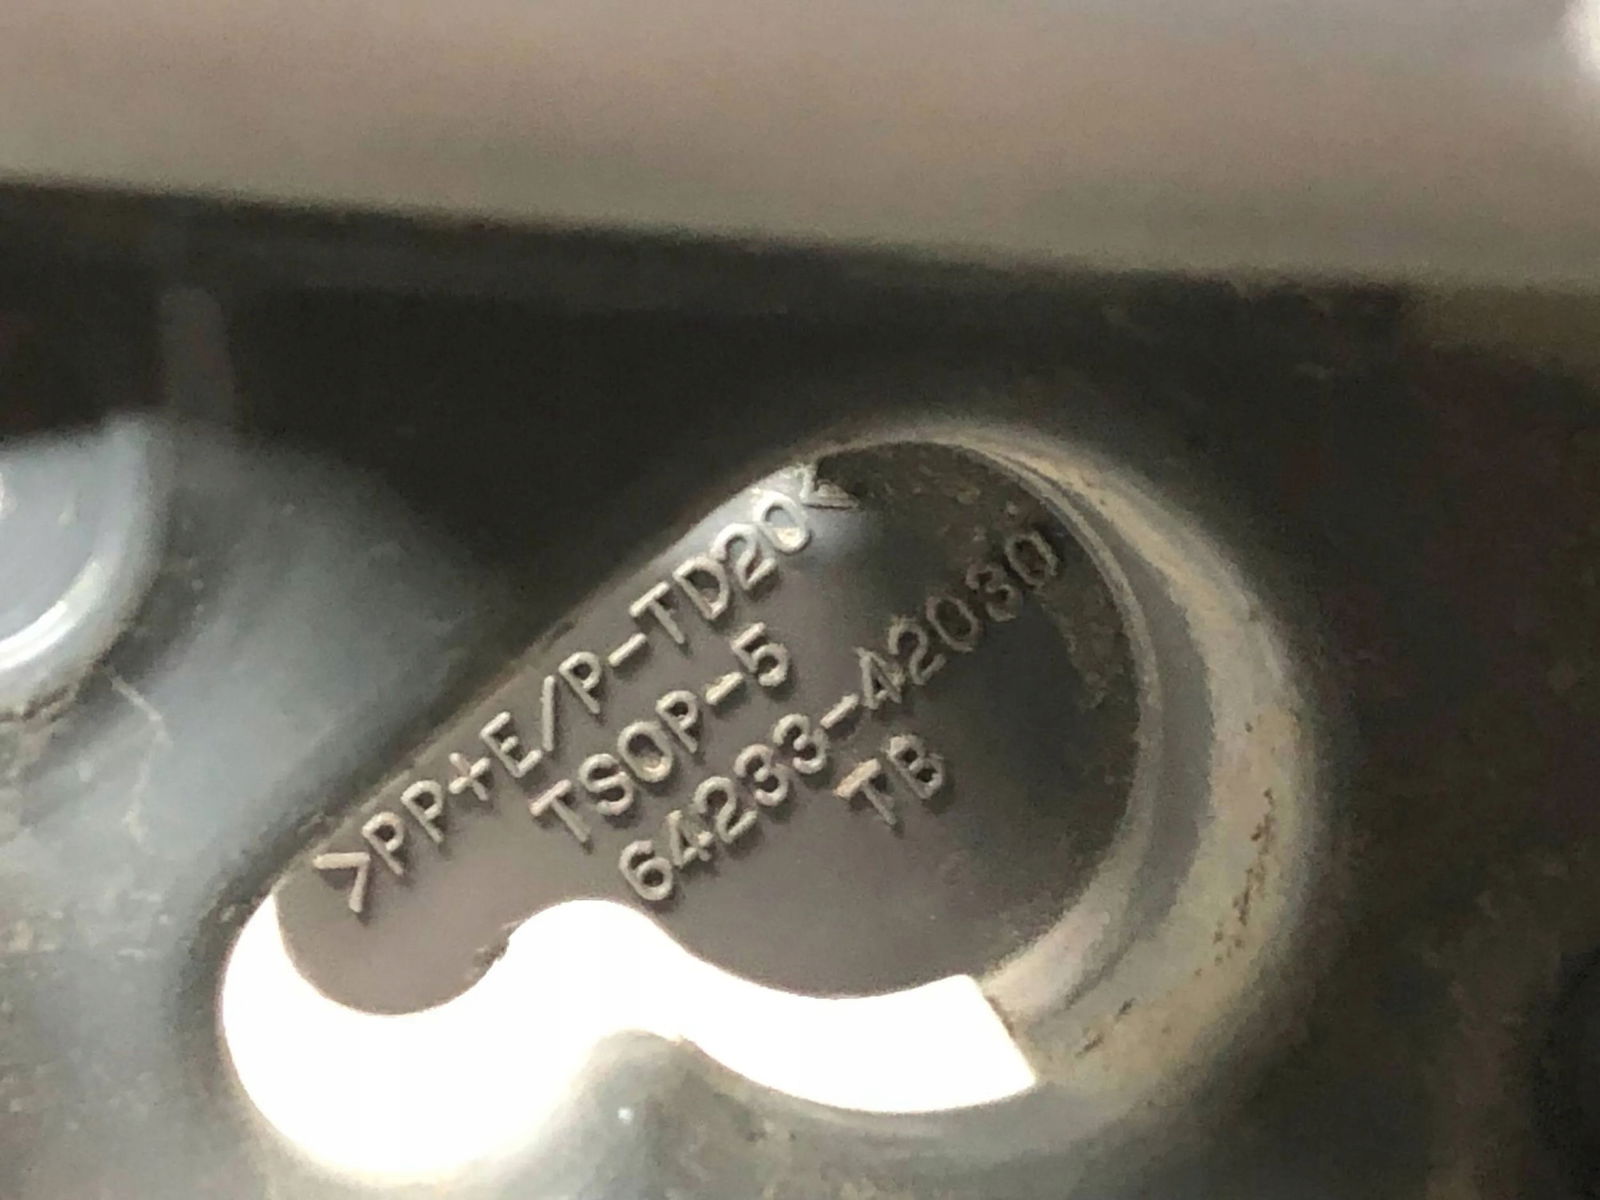 >PP+E/P-TD20<
TSOP-5
64233-42030
TB